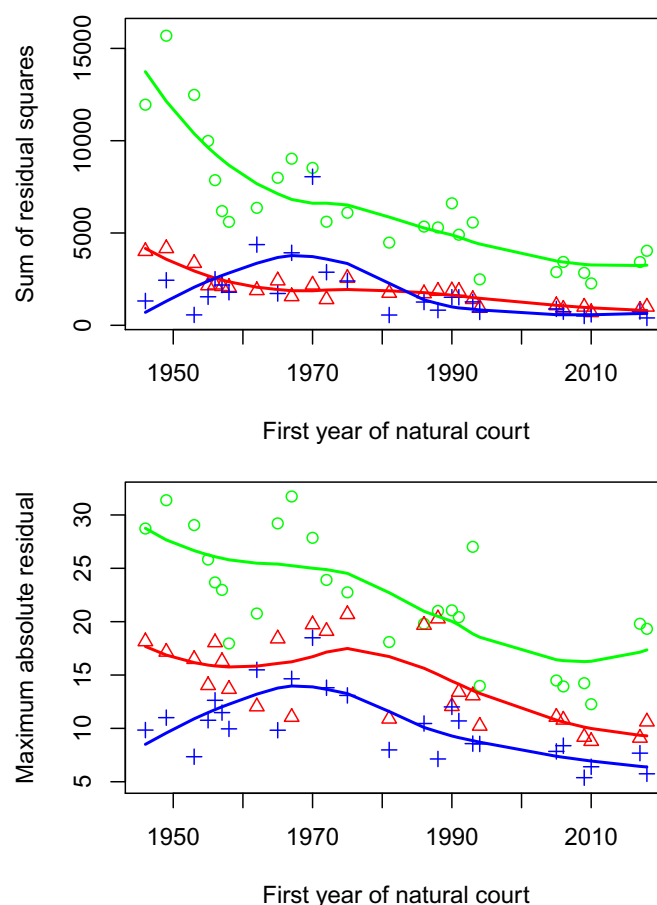 Sum of residual squares
15000
10000
5000
0
1950 1970 1990 2010
First year of natural court
Maximum absolute residual
30
25
20
15
10
5
1950 1970 1990 2010
First year of natural court